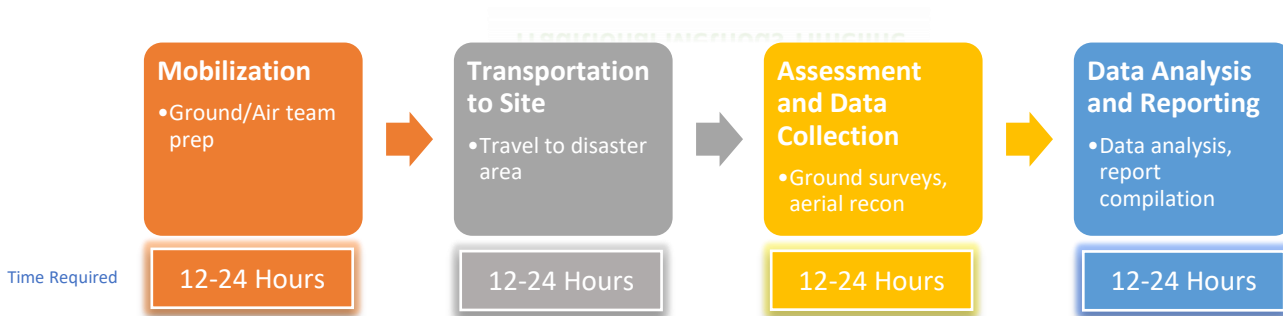 Mobilization
•Ground/Air team
prep
Transportation
to Site
•Travel to disaster
area
Assessment
and Data
Collection
•Ground surveys,
aerial recon
Data Analysis
and Reporting
•Data analysis,
report
compilation
Time Required
12-24 Hours
12-24 Hours
12-24 Hours
12-24 Hours